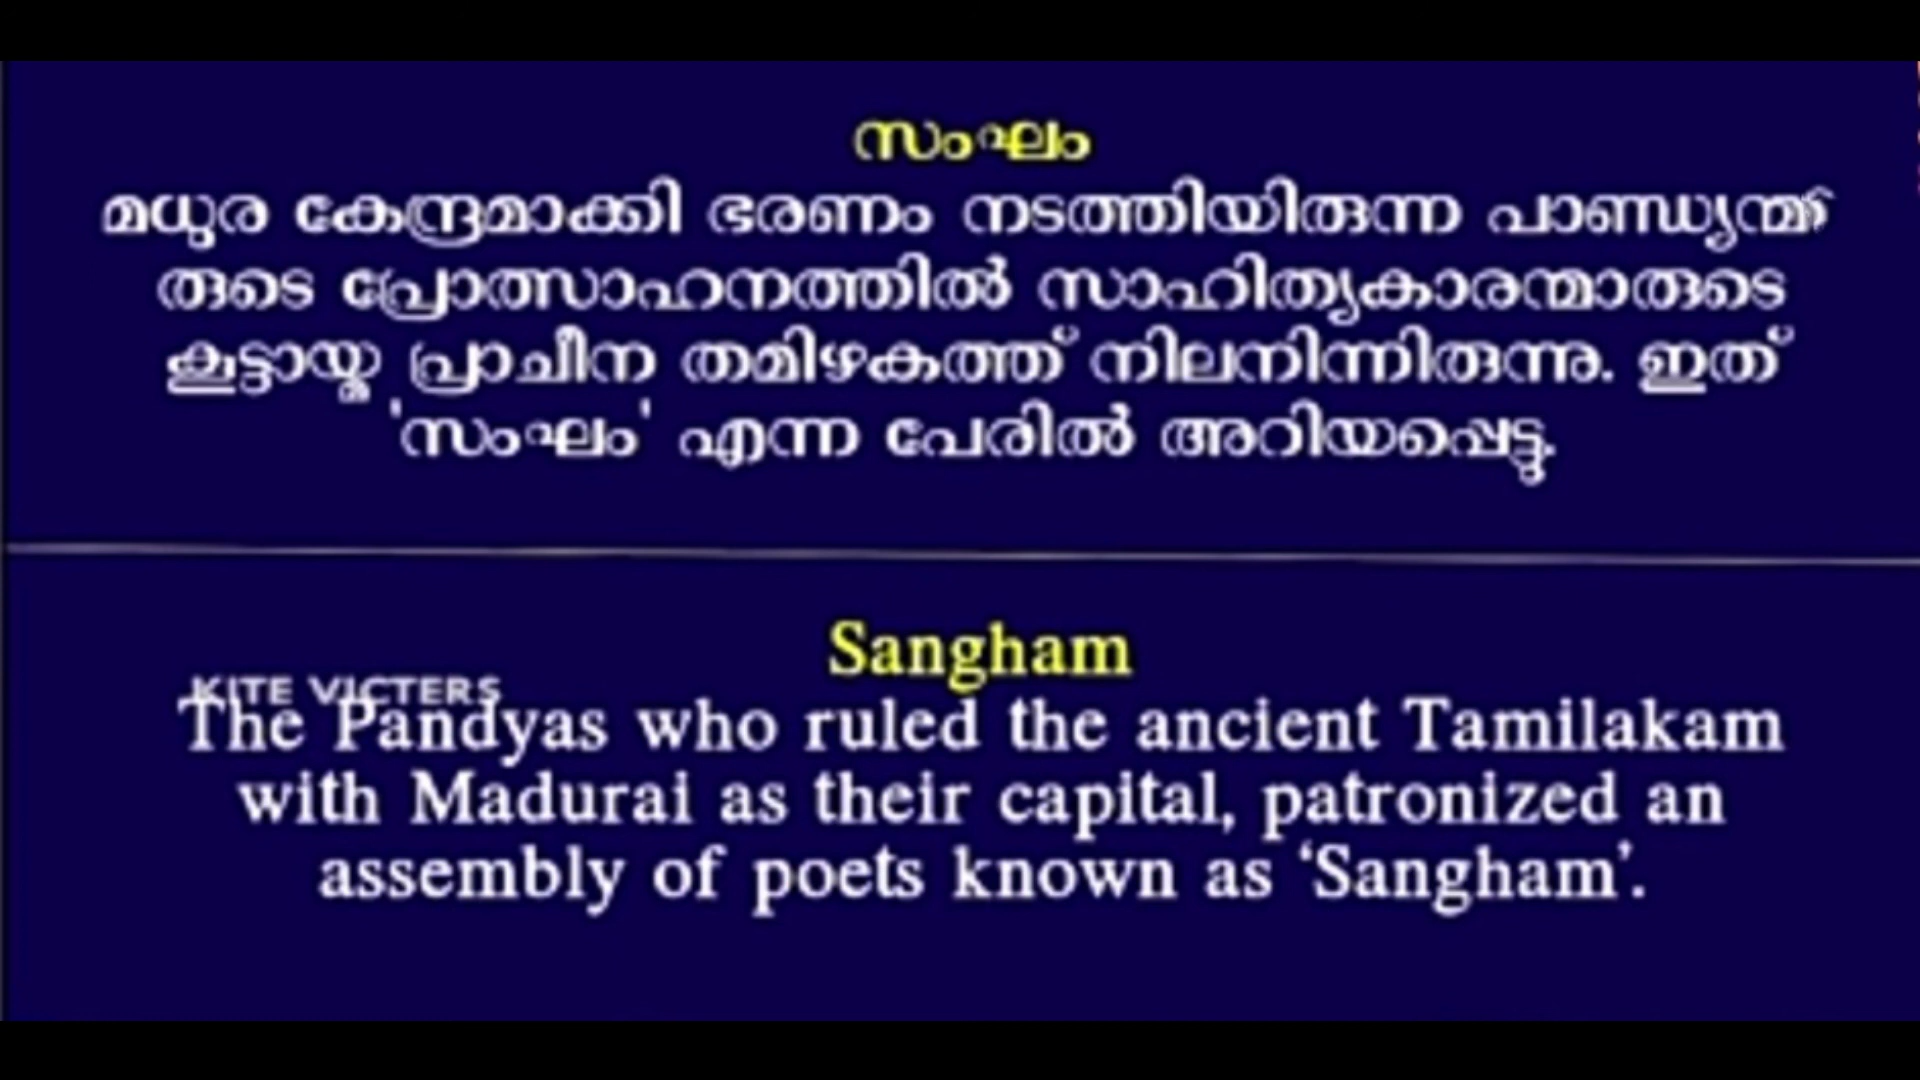 സംഘം
മധുര കേന്ദ്രമാക്കി ഭരണം നടത്തിയിരുന്ന പാണ്ഡ്യന്മാ
രുടെ പ്രോത്സാഹനത്തിൽ സാഹിത്യകാരന്മാരുടെ
കൂട്ടായ്മ പ്രാചീന തമിഴകത്ത് നിലനിന്നിരുന്നു. ഇത്
'സംഘം' എന്ന പേരിൽ അറിയപ്പെട്ടു.
Sangham
KITE VICTERS
The Pandyas who ruled the ancient Tamilakam
with Madurai as their capital, patronized an
assembly of poets known as ‘Sangham’.